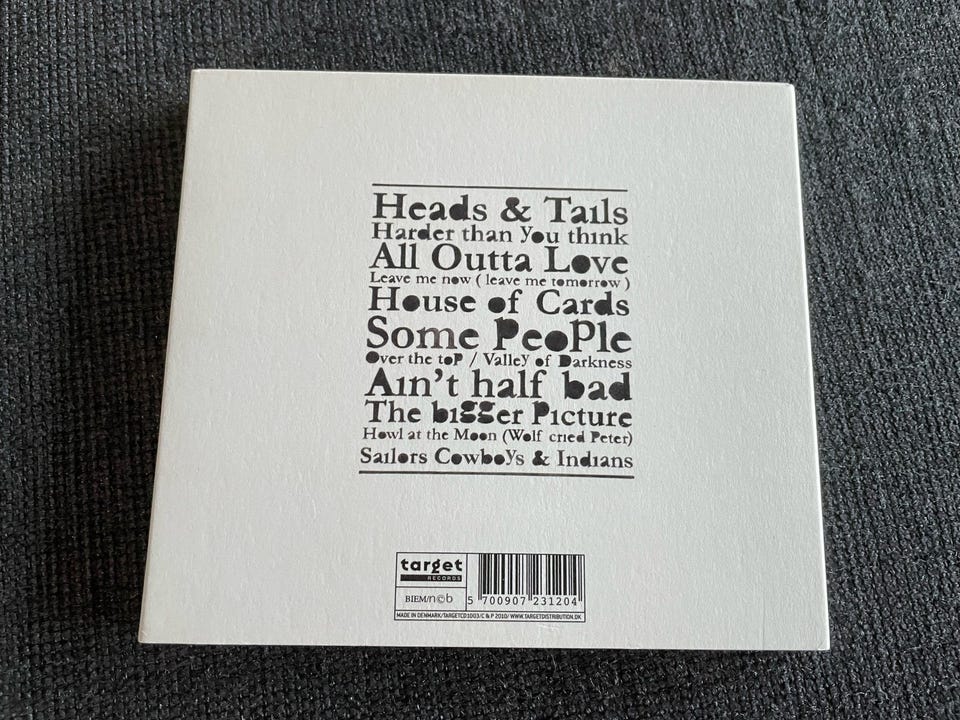 Heads & Tails
Harder than you think
All Outta Love
Leave me now ( leave me tomorrow )
House of Cards
Some PeoPle
Over the toP / Valley of Darkness
Ain't half bad
The bigger Picture
Howl at the Moon (Wolf cried Peter)
Sailors Cowboys & Indians
target
RECORDS
BIEM/n©b
5 700907 231204
MADE IN DENMARK/TARGETCD1003/C & P 2010/ WWW.TARGETDISTRIBUTION.DK